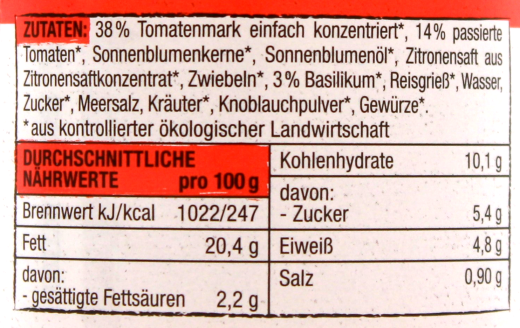 ZUTATEN: 38% Tomatenmark einfach konzentriert*, 14% passierte
Tomaten*, Sonnenblumenkerne*, Sonnenblumenöl*, Zitronensaft aus
Zitronensaftkonzentrat*, Zwiebeln*, 3% Basilikum*, Reisgrieß*, Wasser,
Zucker*, Meersalz, Kräuter*, Knoblauchpulver*, Gewürze*.
*aus kontrollierter ökologischer Landwirtschaft
DURCHSCHNITTLICHE
NÄHRWERTE pro 100 g
Brennwert kJ/kcal 1022/247
Fett 20,4 g
davon:
- gesättigte Fettsäuren 2,2 g
Kohlenhydrate 10,1 g
davon:
- Zucker 5,4 g
Eiweiß 4,8 g
Salz 0,90 g